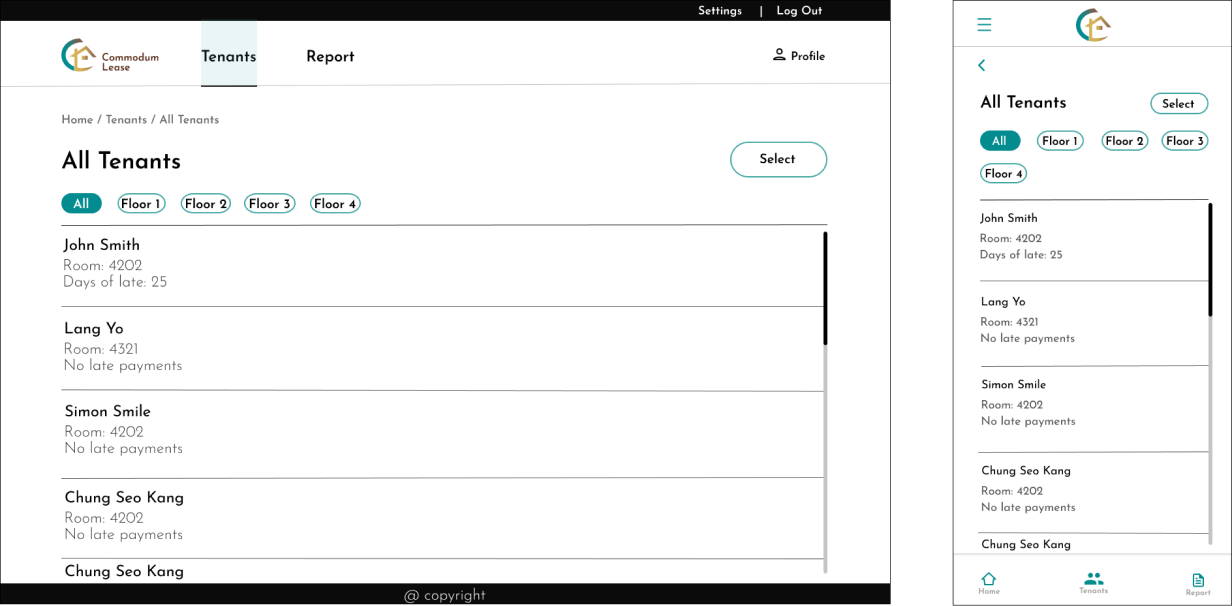 Settings | Log Out
Commodum
Lease
Tenants
Report
Profile
Home / Tenants / All Tenants
All Tenants
Select
All Floor 1 Floor 2 Floor 3 Floor 4
John Smith
Room: 4202
Days of late: 25
Lang Yo
Room: 4321
No late payments
Simon Smile
Room: 4202
No late payments
Chung Seo Kang
Room: 4202
No late payments
Chung Seo Kang
@ copyright
All Tenants
Select
All Floor 1 Floor 2 Floor 3
Floor 4
John Smith
Room: 4202
Days of late: 25
Lang Yo
Room: 4321
No late payments
Simon Smile
Room: 4202
No late payments
Chung Seo Kang
Room: 4202
No late payments
Chung Seo Kang
Home Tenants Report